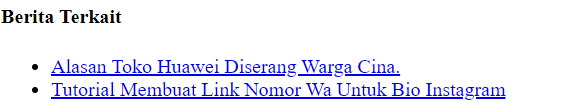 Berita Terkait
Alasan Toko Huawei Diserang Warga Cina.
Tutorial Membuat Link Nomor Wa Untuk Bio Instagram